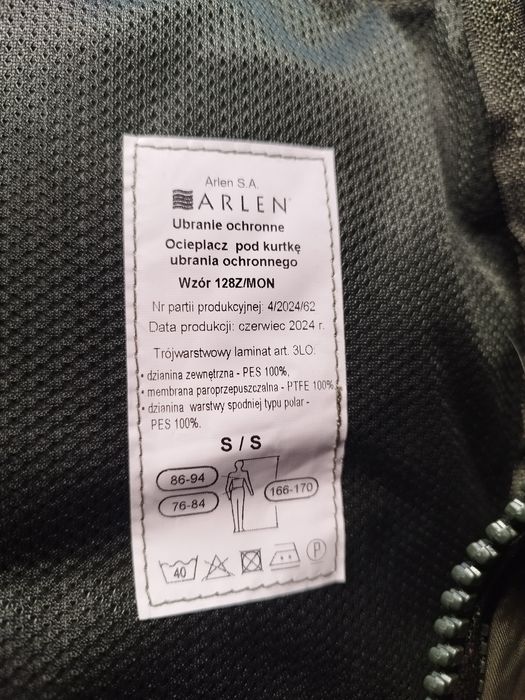 Arlen S.A.
ARLEN
Ubranie ochronne
Ocieplacz pod kurtkę
ubrania ochronnego
Wzór 128Z/MON
Nr partii produkcyjnej: 4/2024/62
Data produkcji: czerwiec 2024 r.
Trójwarstwowy laminat art. 3LO:
• dzianina zewnętrzna - PES 100%,
• membrana paroprzepuszczalna - PTFE 100%,
• dzianina warstwy spodniej typu polar -
PES 100%.
S / S
86-94
76-84
166-170
40
P